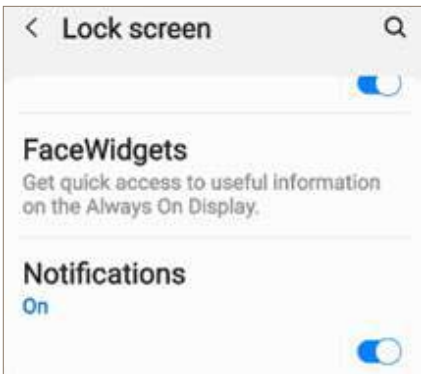 Lock screen
FaceWidgets
Get quick access to useful information
on the Always On Display.
Notifications
On